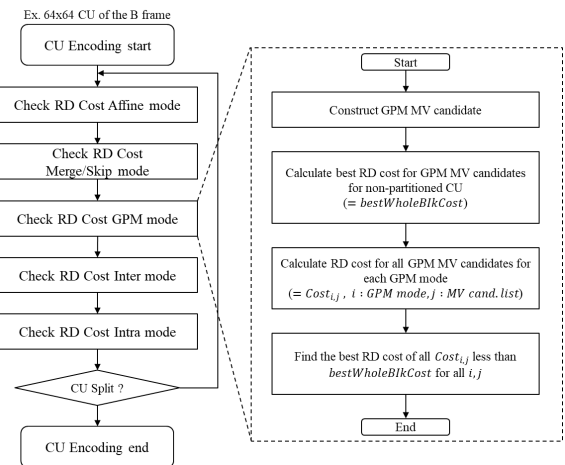 Ex. 64x64 CU of the B frame
CU Encoding start
Check RD Cost Affine mode
Check RD Cost
Merge/Skip mode
Check RD Cost GPM mode
Check RD Cost Inter mode
Check RD Cost Intra mode
CU Split ?
CU Encoding end
Start
Construct GPM MV candidate
Calculate best RD cost for GPM MV candidates
for non-partitioned CU
(= bestWholeBIkCost)
Calculate RD cost for all GPM MV candidates for
each GPM mode
(= Cost_{i,j} , i : GPM mode, j : MV cand. list)
Find the best RD cost of all Cost_{i,j} less than
bestWholeBIkCost for all i, j
End